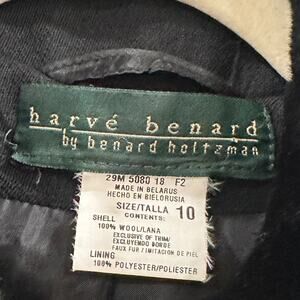 harvé benard
by benard holtzman
29M 5080 18 F2
MADE IN BELARUS
HECHO EN BIELORUSIA
SIZE/TALLA 10
CONTENTS:
SHELL
100% WOOL/LANA
EXCLUSIVE OF TRIM/
EXCLUYENDO BORDE
FAUX FUR/IMITACION DE PIEL
LINING
100% POLYESTER/POLIESTER